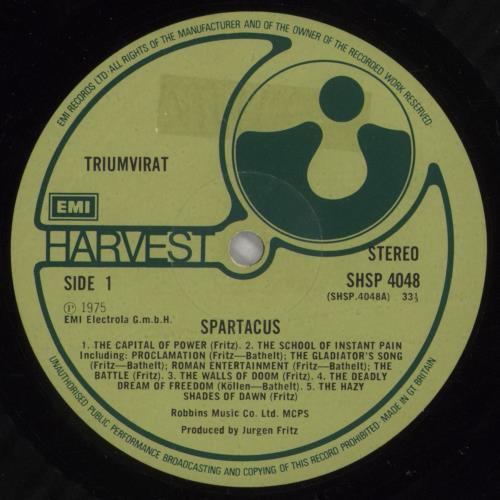 EMI RECORDS LTD ALL RIGHTS OF THE MANUFACTURER AND OF THE OWNER OF THE RECORDED WORK RESERVED
TRIUMVIRAT
EMI
HARVEST
STEREO
SIDE 1
SHSP 4048
(SHSP.4048A) 33⅓
℗ 1975
EMI Electrola G.m.b.H.
SPARTACUS
1. THE CAPITAL OF POWER (Fritz). 2. THE SCHOOL OF INSTANT PAIN
Including: PROCLAMATION (Fritz—Bathelt); THE GLADIATOR'S SONG
(Fritz—Bathelt); ROMAN ENTERTAINMENT (Fritz—Bathelt); THE
BATTLE (Fritz). 3. THE WALLS OF DOOM (Fritz). 4. THE DEADLY
DREAM OF FREEDOM (Köllen—Bathelt). 5. THE HAZY
SHADES OF DAWN (Fritz)
Robbins Music Co. Ltd. MCPS
Produced by Jurgen Fritz
UNAUTHORISED PUBLIC PERFORMANCE BROADCASTING AND COPYING OF THIS RECORD PROHIBITED · MADE IN GT BRITAIN